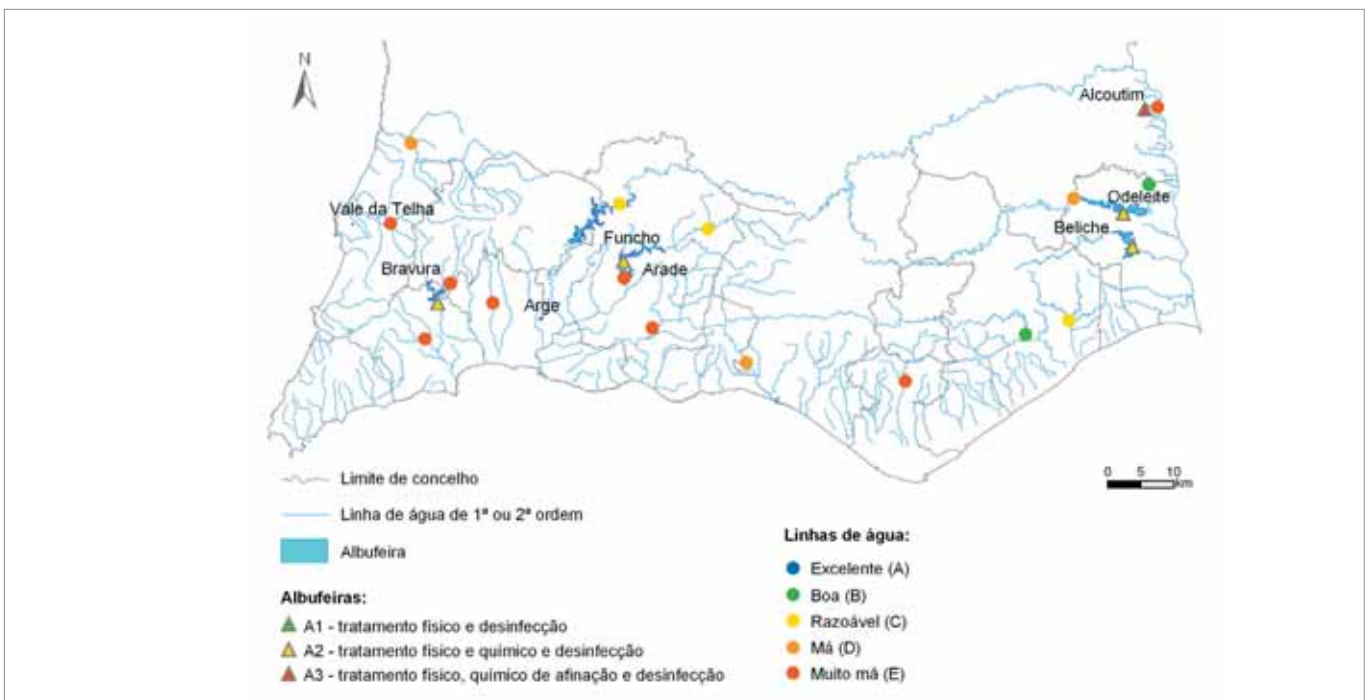 N
Alcoutim
Vale da Telha
Odeleite
Beliche
Funcho
Bravura
Arade
Arge
0 5 10
km
Limite de concelho
Linha de água de 1ª ou 2ª ordem
Albufeira
Albufeiras:
A1 - tratamento físico e desinfecção
A2 - tratamento físico e químico e desinfecção
A3 - tratamento físico, químico de afinação e desinfecção
Linhas de água:
Excelente (A)
Boa (B)
Razoável (C)
Má (D)
Muito má (E)